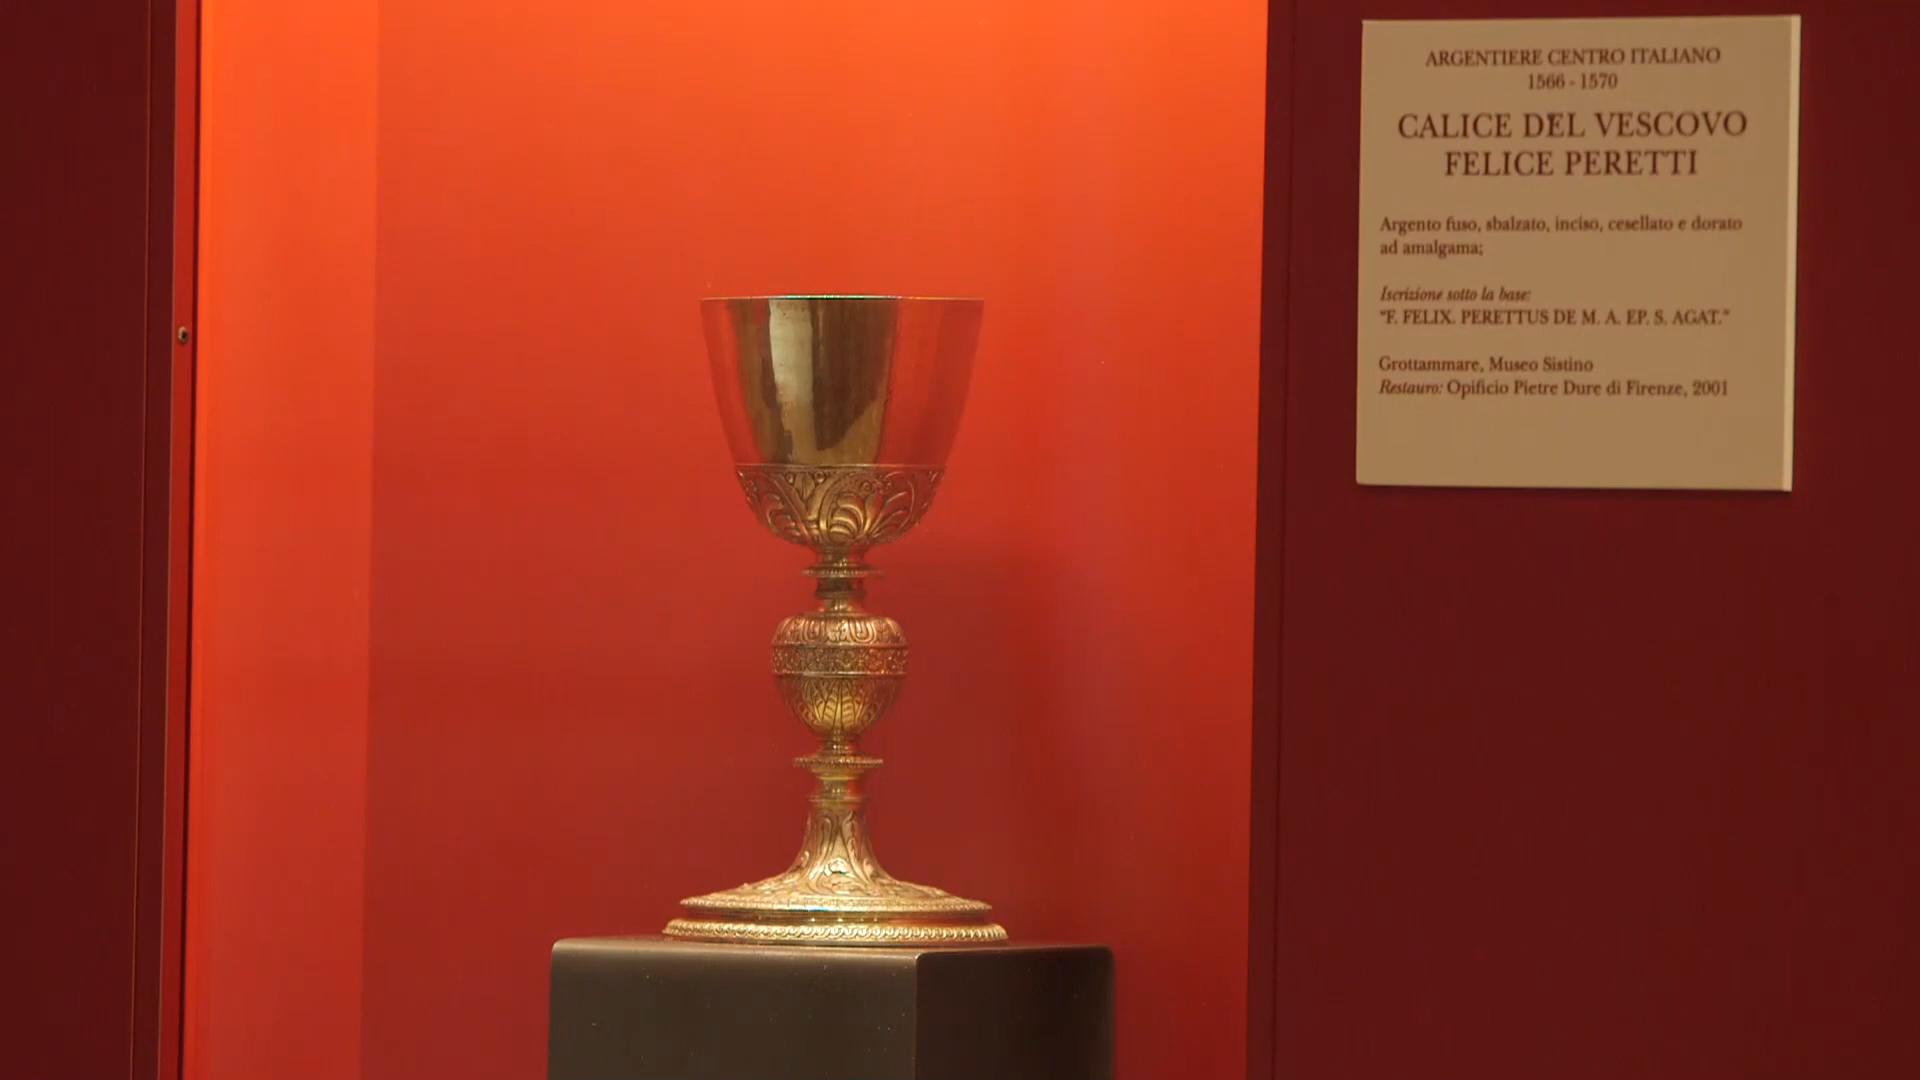 ARGENTIERE CENTRO ITALIANO
1566 - 1570
CALICE DEL VESCOVO
FELICE PERETTI
Argento fuso, sbalzato, inciso, cesellato e dorato
ad amalgama;
Iscrizione sotto la base:
"F. FELIX. PERETTUS DE M. A. EP. S. AGAT."
Grottammare, Museo Sistino
Restauro: Opificio Pietre Dure di Firenze, 2001